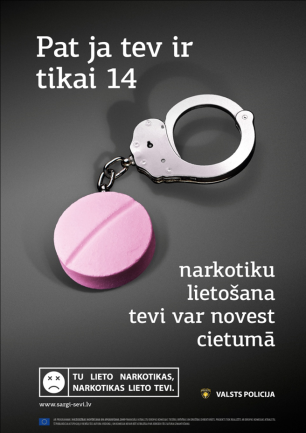 Pat ja tev ir
tikai 14
narkotiku
lietošana
tevi var novest
cietumā
TU LIETO NARKOTIKAS,
NARKOTIKAS LIETO TEVI.
www.sargi-sevi.lv
VALSTS POLICIJA